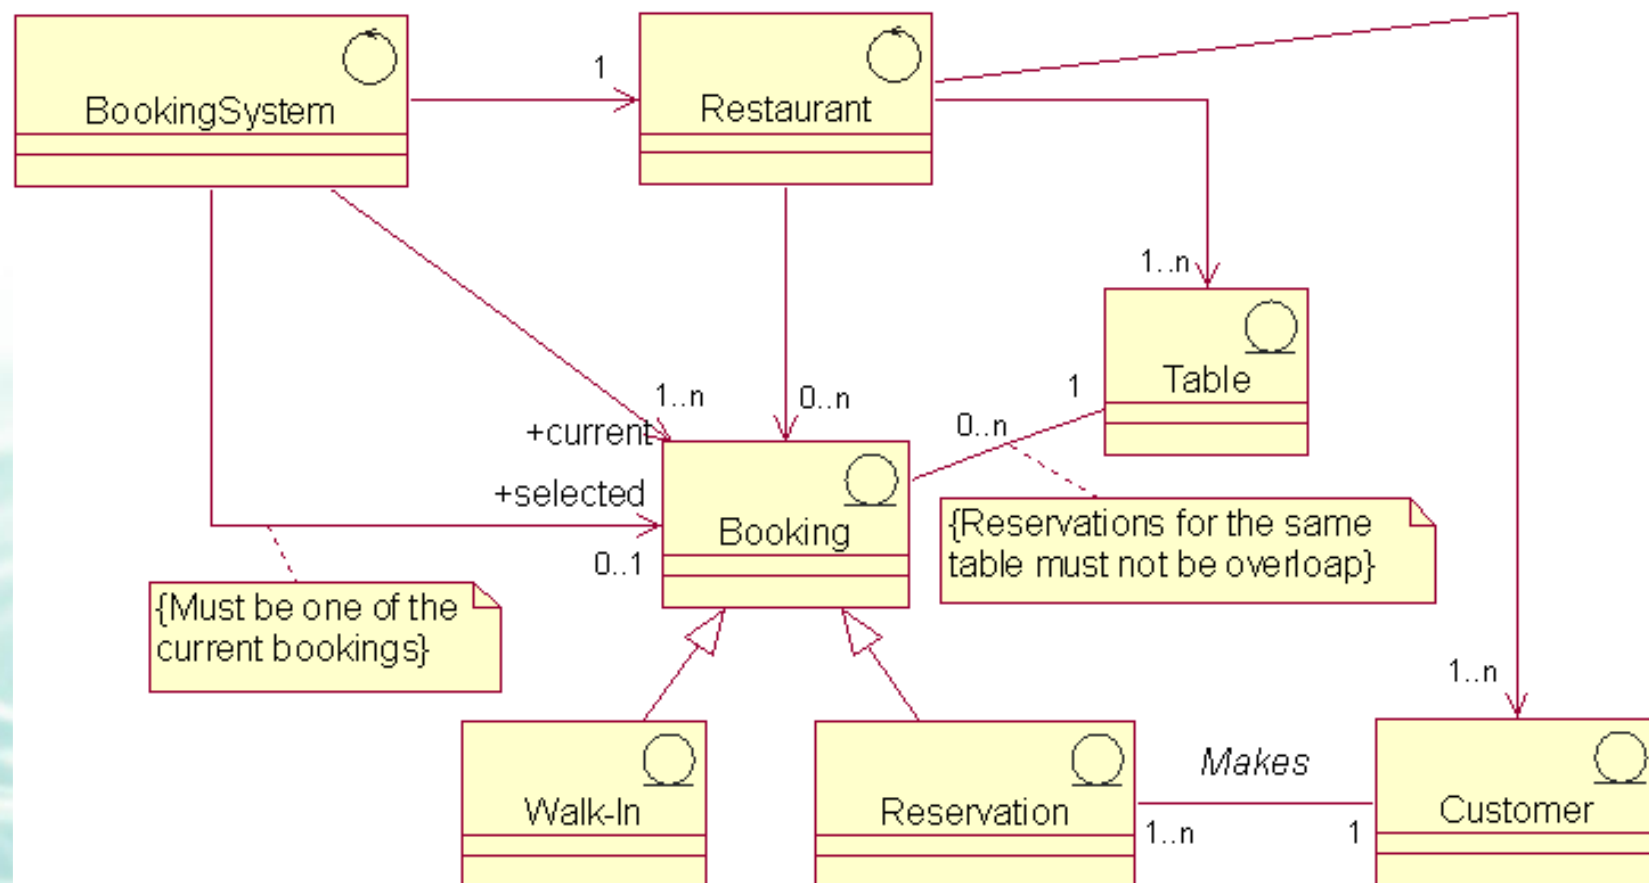 BookingSystem
1
Restaurant
1..n
Table
1..n
+current
0..n
1
0..n
+selected
0..1
Booking
{Reservations for the same
table must not be overloap}
{Must be one of the
current bookings}
1..n
Walk-In
Reservation
Makes
1..n
1
Customer